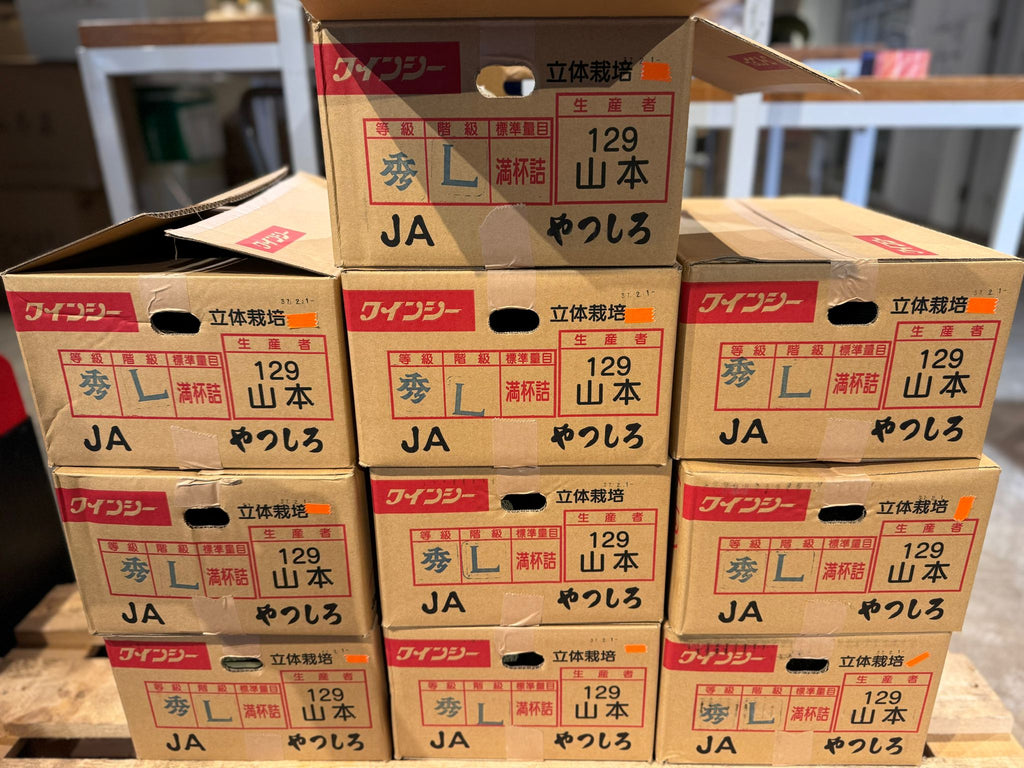 クインシー 立体栽培
生産者
等級 階級 標準量目
129
秀 L 満杯詰 山本
JA やつしろ
クインシー 立体栽培
生産者
等級 階級 標準量目
129
秀 L 満杯詰 山本
JA やつしろ
クインシー 立体栽培
生産者
等級 階級 標準量目
129
秀 L 満杯詰 山本
JA やつしろ
クインシー 立体栽培
生産者
等級 階級 標準量目
129
秀 L 満杯詰 山本
JA やつしろ
クインシー 立体栽培
生産者
等級 階級 標準量目
129
秀 L 満杯詰 山本
JA やつしろ
クインシー 立体栽培
生産者
等級 階級 標準量目
129
秀 L 満杯詰 山本
JA やつしろ
クインシー 立体栽培
生産者
等級 階級 標準量目
129
秀 L 満杯詰 山本
JA やつしろ
クインシー 立体栽培
生産者
等級 階級 標準量目
129
秀 L 満杯詰 山本
JA やつしろ
クインシー 立体栽培
生産者
等級 階級 標準量目
129
秀 L 満杯詰 山本
JA やつしろ
クインシー 立体栽培
生産者
等級 階級 標準量目
129
秀 L 満杯詰 山本
JA やつしろ